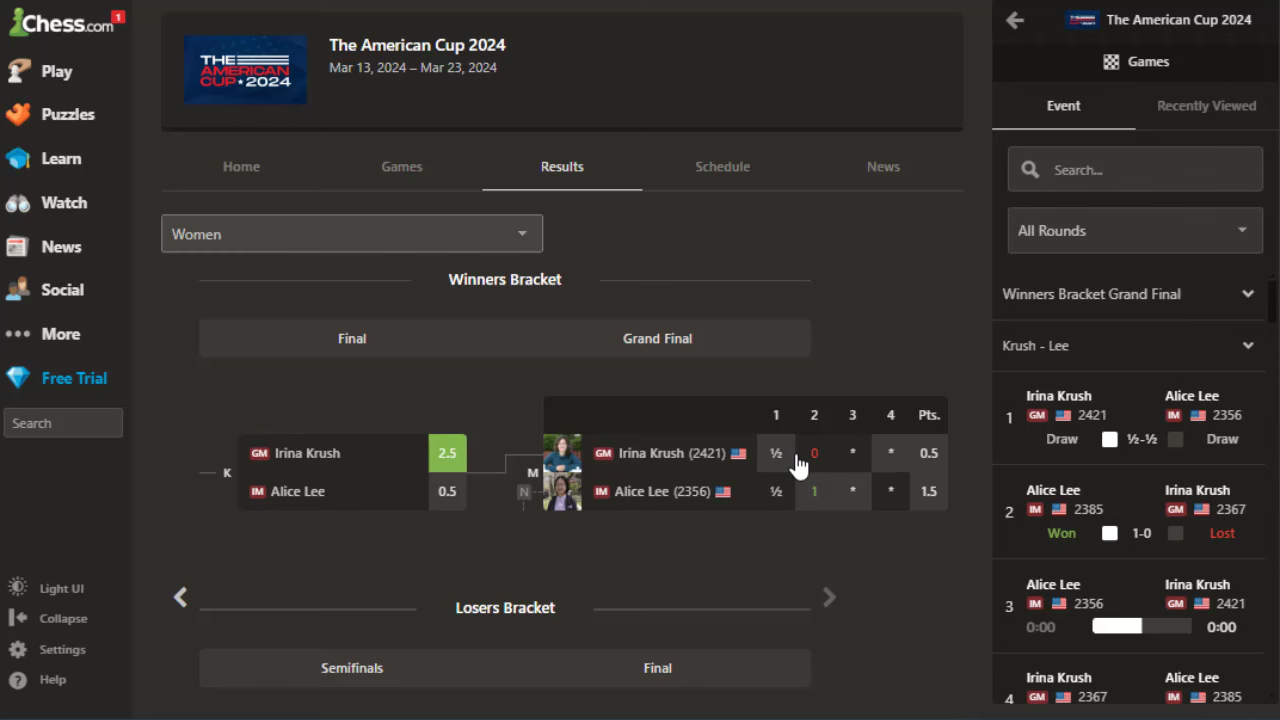 Chess.com 1
Play
Puzzles
Learn
Watch
News
Social
More
Free Trial
Search
Light UI
Collapse
Settings
Help
THE AMERICAN CUP 2024
The American Cup 2024
Mar 13, 2024 – Mar 23, 2024
Home Games Results Schedule News
Women
Winners Bracket
Final Grand Final
1 2 3 4 Pts.
K GM Irina Krush 2.5
IM Alice Lee 0.5
M GM Irina Krush (2421) ½ 0 * * 0.5
N IM Alice Lee (2356) ½ 1 * * 1.5
Losers Bracket
Semifinals Final
The American Cup 2024
Games
Event Recently Viewed
Search...
All Rounds
Winners Bracket Grand Final
Krush - Lee
Irina Krush Alice Lee
1 GM 2421 IM 2356
Draw ½-½ Draw
Alice Lee Irina Krush
2 IM 2385 GM 2367
Won 1-0 Lost
Alice Lee Irina Krush
3 IM 2356 GM 2421
0:00 0:00
Irina Krush Alice Lee
4 GM 2367 IM 2385